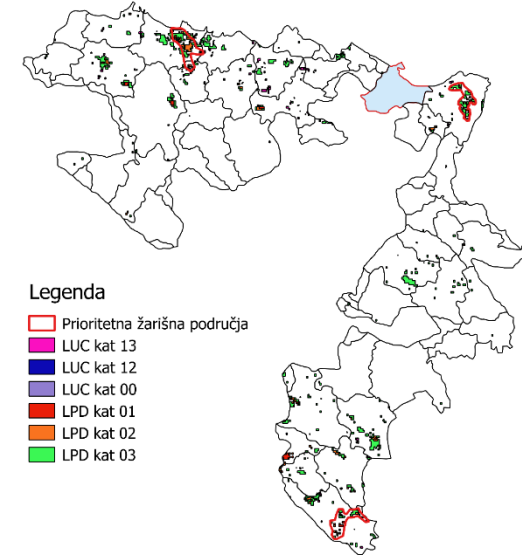 Legenda
Prioritetna žarišna područja
LUC kat 13
LUC kat 12
LUC kat 00
LPD kat 01
LPD kat 02
LPD kat 03